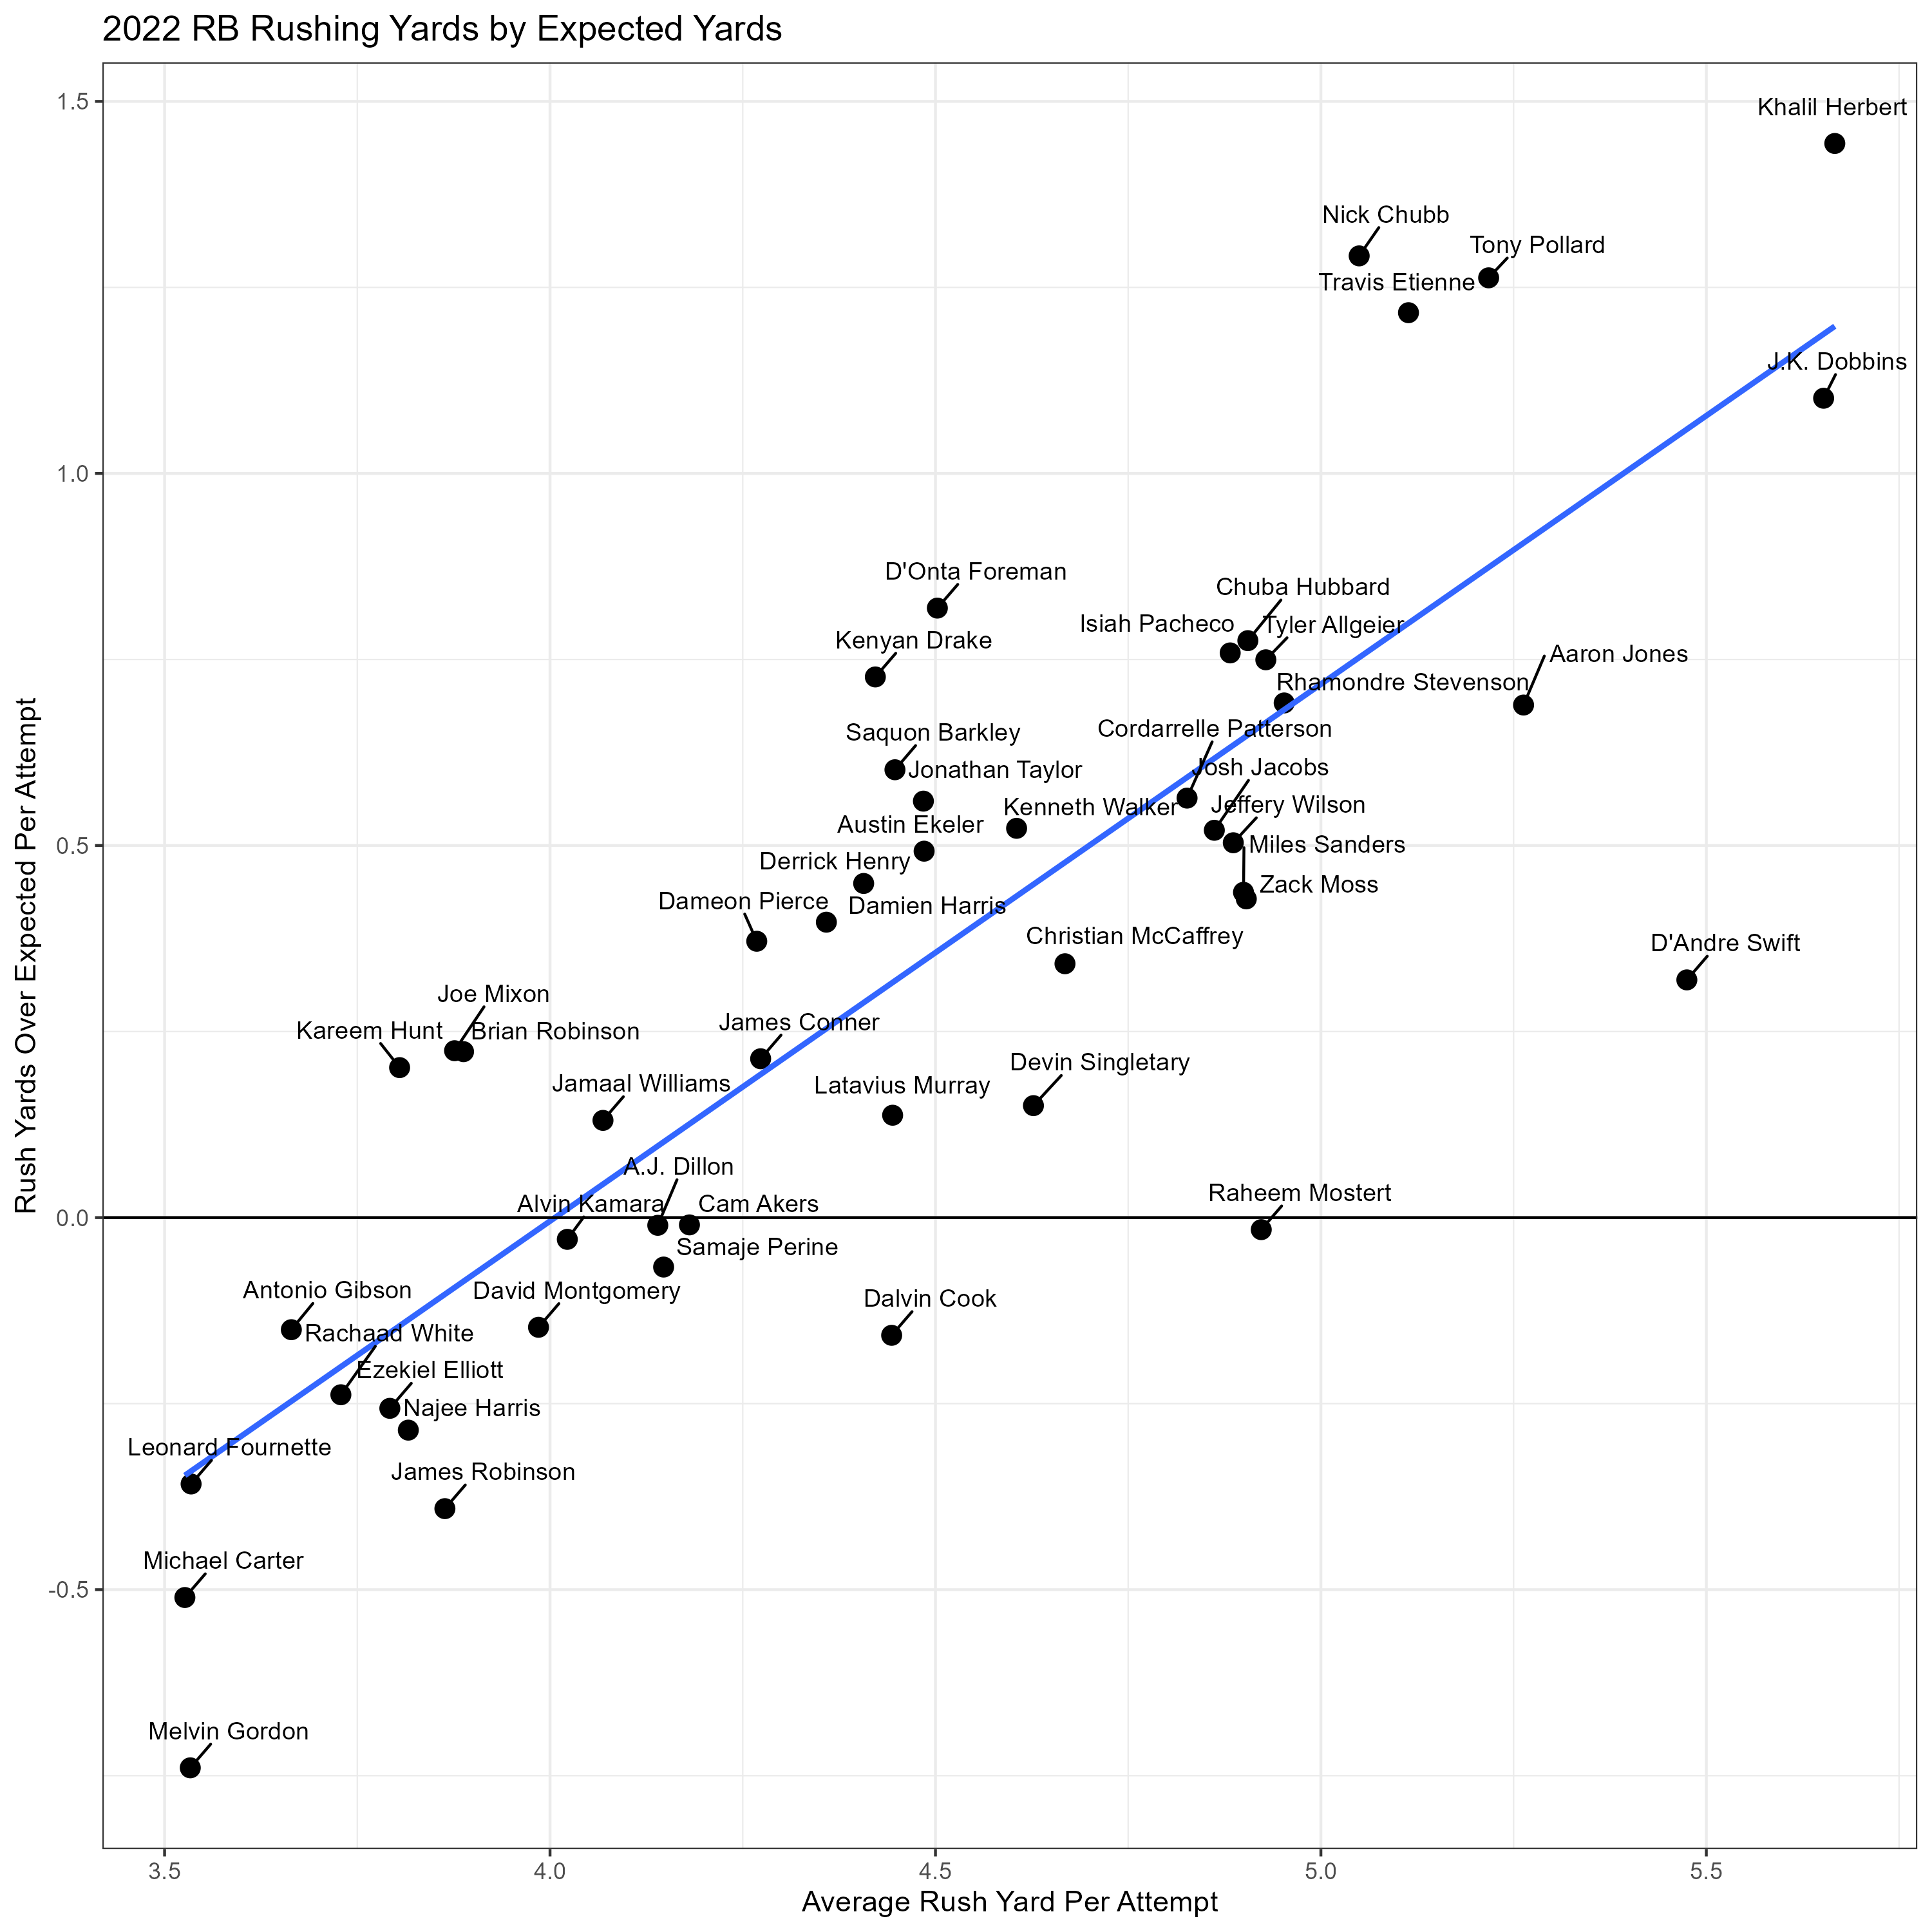 2022 RB Rushing Yards by Expected Yards
Rush Yards Over Expected Per Attempt
1.5
1.0
0.5
0.0
-0.5
Khalil Herbert
Nick Chubb
Tony Pollard
Travis Etienne
J.K. Dobbins
D'Onta Foreman
Chuba Hubbard
Isiah Pacheco
Tyler Allgeier
Kenyan Drake
Aaron Jones
Rhamondre Stevenson
Cordarrelle Patterson
Saquon Barkley
Josh Jacobs
Jonathan Taylor
Jeffery Wilson
Kenneth Walker
Austin Ekeler
Miles Sanders
Derrick Henry
Zack Moss
Dameon Pierce
Damien Harris
Christian McCaffrey
D'Andre Swift
Joe Mixon
Kareem Hunt
Brian Robinson
James Conner
Devin Singletary
Jamaal Williams
Latavius Murray
A.J. Dillon
Raheem Mostert
Alvin Kamara
Cam Akers
Samaje Perine
Antonio Gibson
David Montgomery
Dalvin Cook
Rachaad White
Ezekiel Elliott
Najee Harris
Leonard Fournette
James Robinson
Michael Carter
Melvin Gordon
3.5
4.0
4.5
5.0
5.5
Average Rush Yard Per Attempt